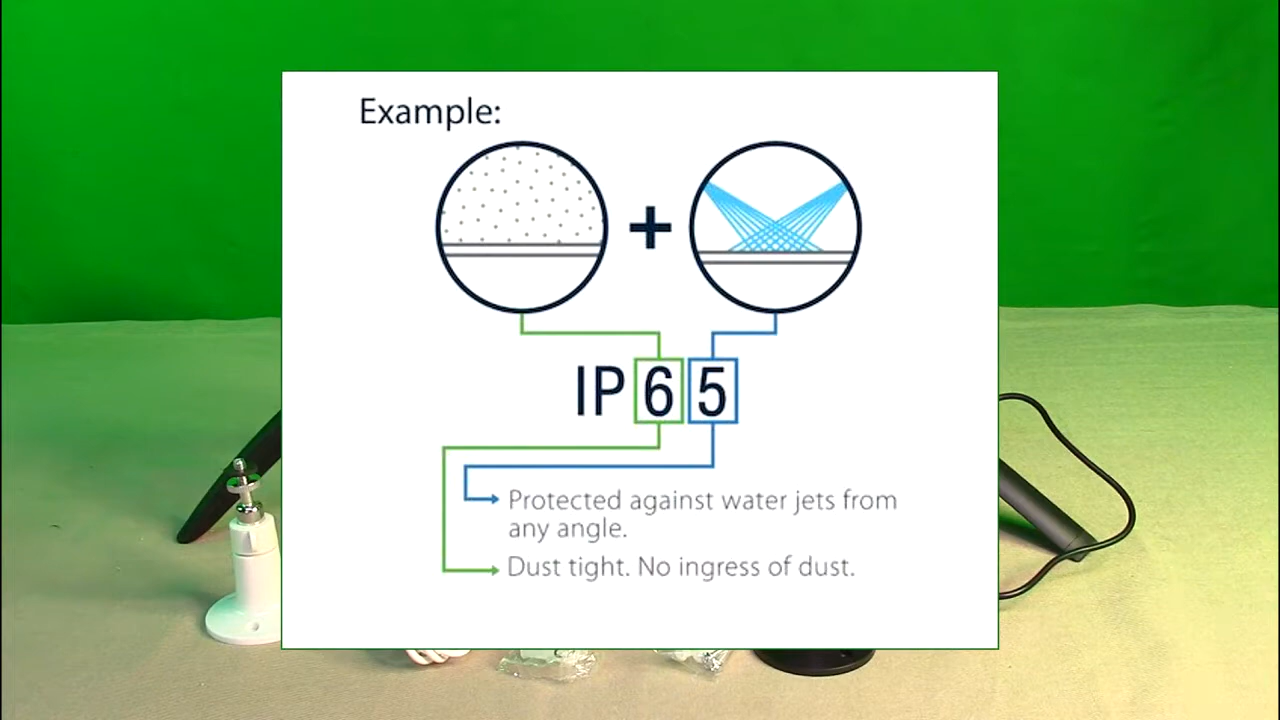 Example:
+
IP65
Protected against water jets from
any angle.
Dust tight. No ingress of dust.